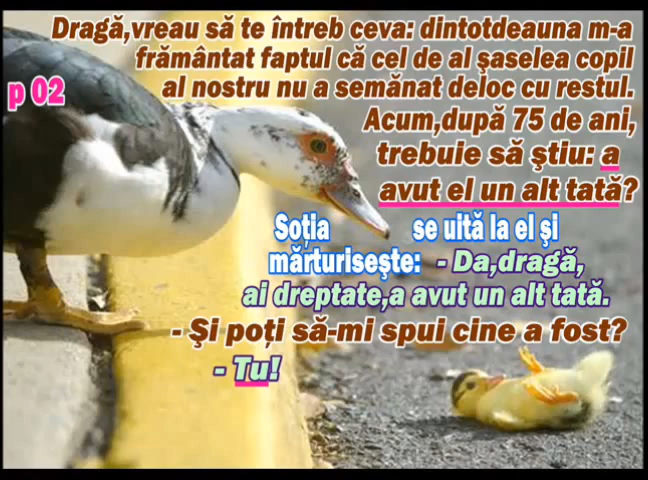 Dragă,vreau să te întreb ceva: dintotdeauna m-a
frământat faptul că cel de al şaselea copil
al nostru nu a semănat deloc cu restul.
p 02
Acum,după 75 de ani,
trebuie să ştiu: a
avut el un alt tată?
Soţia se uită la el şi
mărturiseşte: - Da,dragă,
ai dreptate,a avut un alt tată.
- Şi poţi să-mi spui cine a fost?
- Tu!